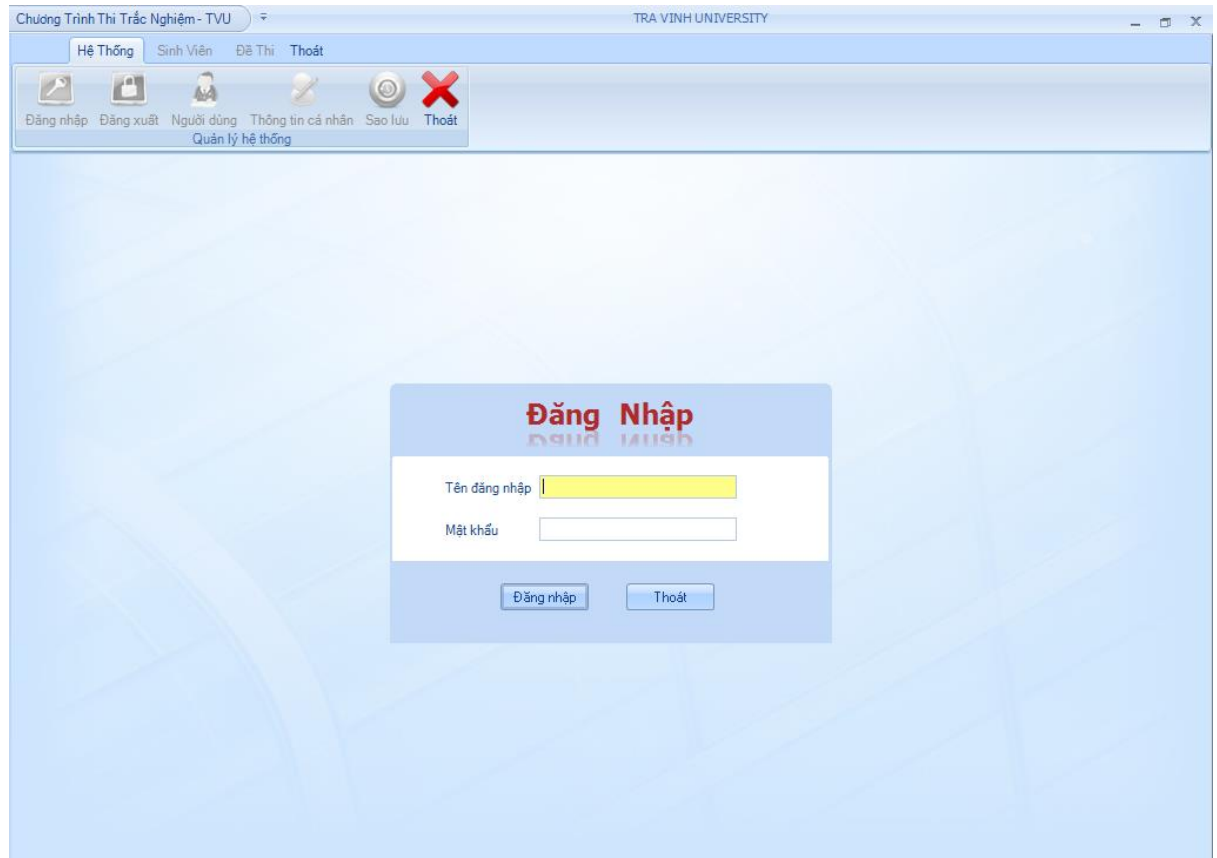 Chương Trình Thi Trắc Nghiệm - TVU TRA VINH UNIVERSITY
Hệ Thống Sinh Viên Đề Thi Thoát
Đăng nhập Đăng xuất Người dùng Thông tin cá nhân Sao lưu Thoát
Quản lý hệ thống
Đăng Nhập
Tên đăng nhập
Mật khẩu
Đăng nhập Thoát